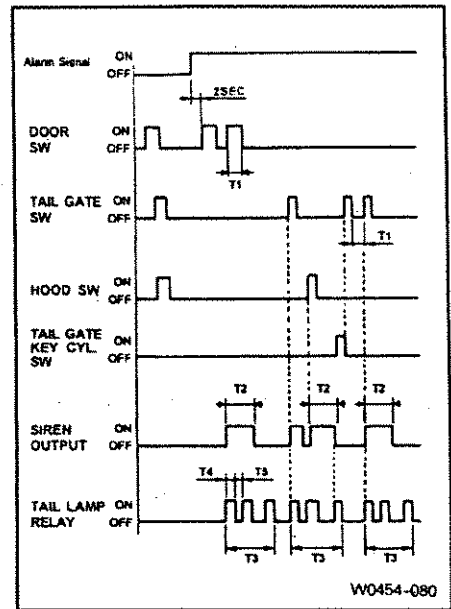 Alarm Signal ON
OFF
2SEC
DOOR SW ON
OFF
T1
TAIL GATE SW ON
OFF
T1
HOOD SW ON
OFF
TAIL GATE KEY CYL. SW ON
OFF
T2 T2 T2
SIREN OUTPUT ON
OFF
T4 T5
TAIL LAMP RELAY ON
OFF
T3 T3 T3
W0454-080